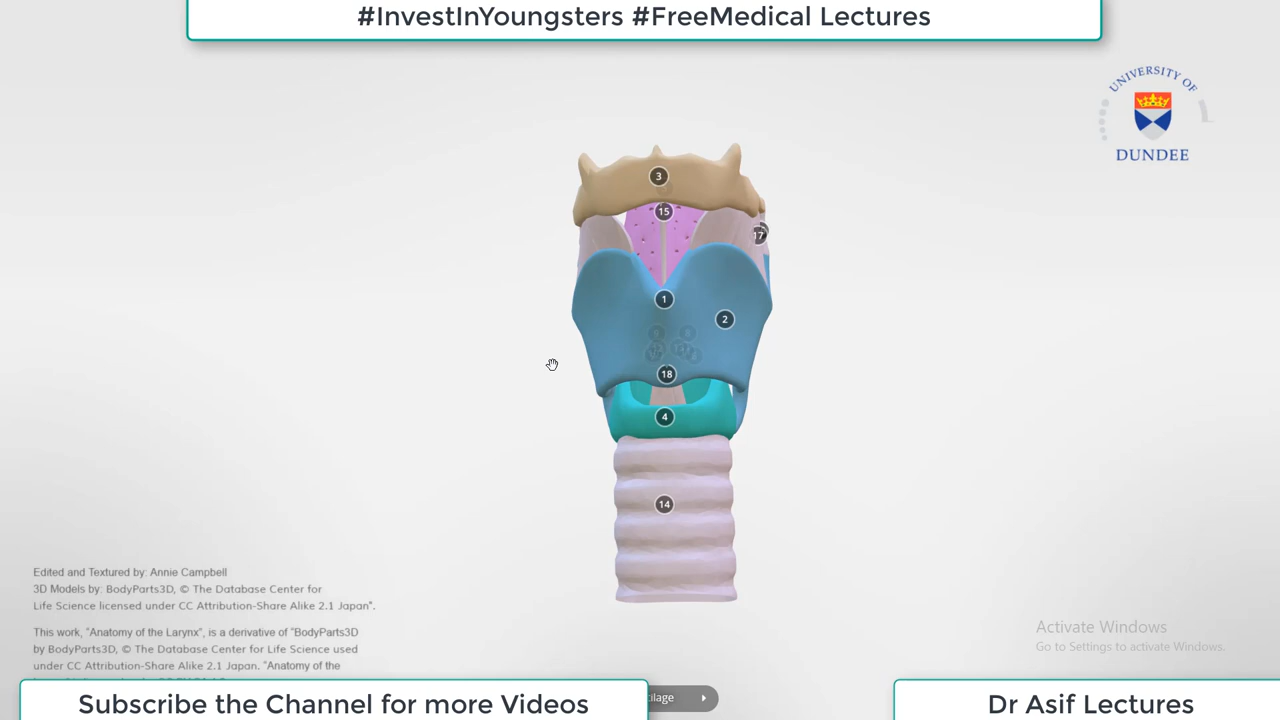 #InvestInYoungsters #FreeMedical Lectures
UNIVERSITY OF
DUNDEE
3
15
17
1
2
18
4
14
Edited and Textured by: Annie Campbell
3D Models by: BodyParts3D, © The Database Center for
Life Science licensed under CC Attribution-Share Alike 2.1 Japan".
This work, "Anatomy of the Larynx", is a derivative of "BodyParts3D
by BodyParts3D, © The Database Center for Life Science used
under CC Attribution-Share Alike 2.1 Japan. "Anatomy of the
Activate Windows
Go to Settings to activate Windows.
Subscribe the Channel for more Videos
ilage
Dr Asif Lectures